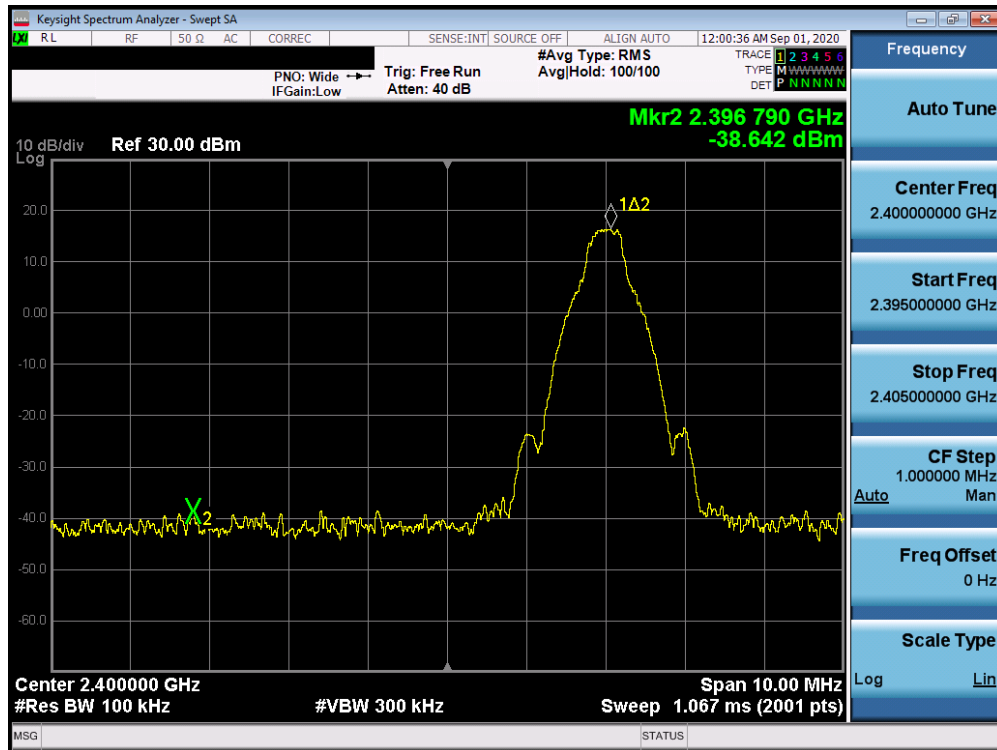 Keysight Spectrum Analyzer - Swept SA
LXI RL RF 50 Ω AC CORREC SENSE:INT SOURCE OFF ALIGN AUTO 12:00:36 AM Sep 01, 2020
PNO: Wide
IFGain:Low
Trig: Free Run
Atten: 40 dB
#Avg Type: RMS
Avg|Hold: 100/100
TRACE 1 2 3 4 5 6
TYPE M WWWWW
DET P N N N N N
Mkr2 2.396 790 GHz
-38.642 dBm
10 dB/div Ref 30.00 dBm
Log
20.0
10.0
0.00
-10.0
-20.0
-30.0
-40.0
-50.0
-60.0
1Δ2
X2
Center 2.400000 GHz Span 10.00 MHz
#Res BW 100 kHz #VBW 300 kHz Sweep 1.067 ms (2001 pts)
MSG STATUS
Frequency
Auto Tune
Center Freq
2.400000000 GHz
Start Freq
2.395000000 GHz
Stop Freq
2.405000000 GHz
CF Step
1.000000 MHz
Auto Man
Freq Offset
0 Hz
Scale Type
Log Lin